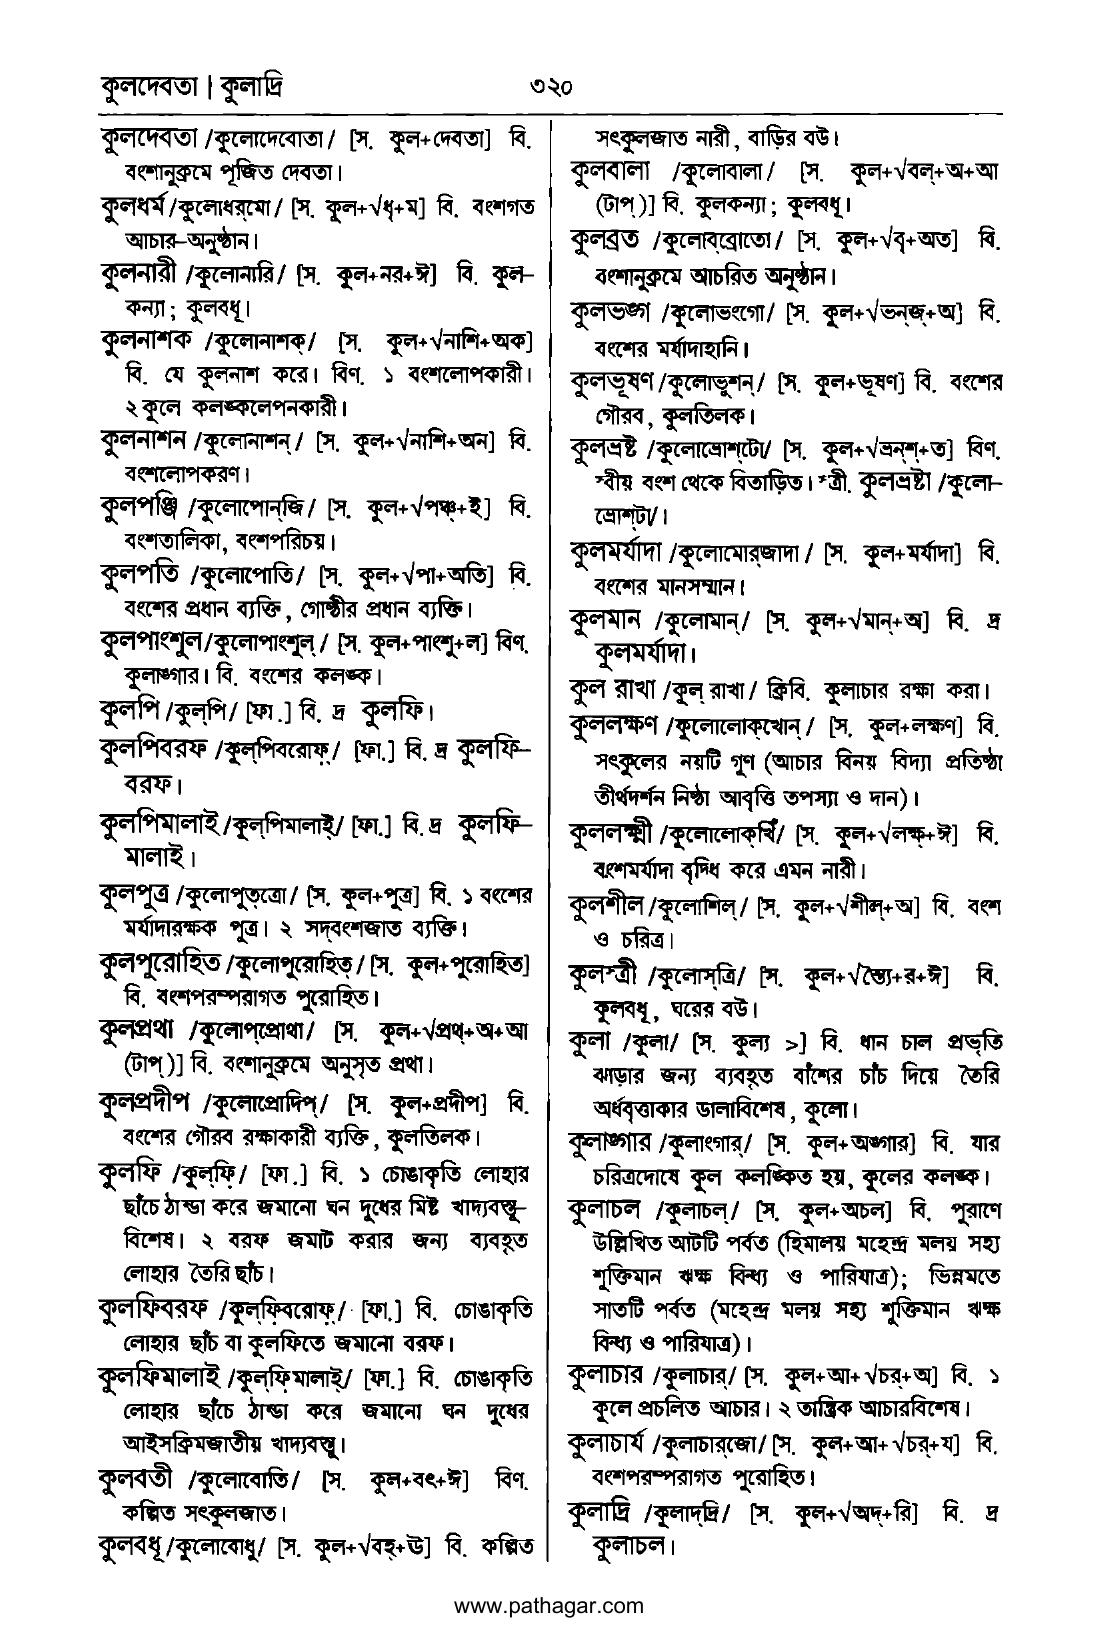 কুলদেবতা | কুলাদ্রি
৩২০
কুলদেবতা /কুলোদেবোতা/ [স. কুল+দেবতা] বি.
বংশানুক্রমে পূজিত দেবতা।
কুলধর্ম /কুলোধর্‌মো/ [স. কুল+√ধৃ+ম] বি. বংশগত
আচার-অনুষ্ঠান।
কুলনারী /কুলোনারি/ [স. কুল+নর+ঈ] বি. কুল-
কন্যা; কুলবধূ।
কুলনাশক /কুলোনাশক্/ [স. কুল+√নাশি+অক]
বি. যে কুলনাশ করে। বিণ. ১ বংশলোপকারী।
২ কুলে কলঙ্কলেপনকারী।
কুলনাশন /কুলোনাশন্/ [স. কুল+√নাশি+অন] বি.
বংশলোপকরণ।
কুলপঞ্জি /কুলোপোন্‌জি/ [স. কুল+√পঞ্চ্+ই] বি.
বংশতালিকা, বংশপরিচয়।
কুলপতি /কুলোপোতি/ [স. কুল+√পা+অতি] বি.
বংশের প্রধান ব্যক্তি, গোষ্ঠীর প্রধান ব্যক্তি।
কুলপাংশুল /কুলোপাংশুল্/ [স. কুল+পাংশু+ল] বিণ.
কুলাঙ্গার। বি. বংশের কলঙ্ক।
কুলপি /কুল্‌পি/ [ফা.] বি. দ্র কুলফি।
কুলপিবরফ /কুল্‌পিবরোফ়্/ [ফা.] বি. দ্র কুলফি-
বরফ।
কুলপিমালাই /কুল্‌পিমালাই্/ [ফা.] বি. দ্র কুলফি-
মালাই।
কুলপুত্র /কুলোপুত্‌ত্রো/ [স. কুল+পুত্র] বি. ১ বংশের
মর্যাদারক্ষক পুত্র। ২ সদ্‌বংশজাত ব্যক্তি।
কুলপুরোহিত /কুলোপুরোহিত্/ [স. কুল+পুরোহিত]
বি. বংশপরম্পরাগত পুরোহিত।
কুলপ্রথা /কুলোপ্‌প্রোথা/ [স. কুল+√প্রথ্+অ+আ
(টাপ্)] বি. বংশানুক্রমে অনুসৃত প্রথা।
কুলপ্রদীপ /কুলোপ্রোদিপ্/ [স. কুল+প্রদীপ] বি.
বংশের গৌরব রক্ষাকারী ব্যক্তি, কুলতিলক।
কুলফি /কুল্‌ফ়ি/ [ফা.] বি. ১ চোঙাকৃতি লোহার
ছাঁচে ঠান্ডা করে জমানো ঘন দুধের মিষ্ট খাদ্যবস্তু-
বিশেষ। ২ বরফ জমাট করার জন্য ব্যবহৃত
লোহার তৈরি ছাঁচ।
কুলফিবরফ /কুল্‌ফ়িবরোফ়্/ [ফা.] বি. চোঙাকৃতি
লোহার ছাঁচ বা কুলফিতে জমানো বরফ।
কুলফিমালাই /কুল্‌ফ়িমালাই্/ [ফা.] বি. চোঙাকৃতি
লোহার ছাঁচে ঠান্ডা করে জমানো ঘন দুধের
আইসক্রিমজাতীয় খাদ্যবস্তু।
কুলবতী /কুলোবোতি/ [স. কুল+বৎ+ঈ] বিণ.
কল্পিত সৎকুলজাত।
কুলবধূ /কুলোবোধু/ [স. কুল+√বহ্+ঊ] বি. কল্পিত
সৎকুলজাত নারী, বাড়ির বউ।
কুলবালা /কুলোবালা/ [স. কুল+√বল্+অ+আ
(টাপ্)] বি. কুলকন্যা; কুলবধূ।
কুলব্রত /কুলোব্‌ব্রোতো/ [স. কুল+√বৃ+অত] বি.
বংশানুক্রমে আচরিত অনুষ্ঠান।
কুলভঙ্গ /কুলোভংগো/ [স. কুল+√ভন্‌জ্+অ] বি.
বংশের মর্যাদাহানি।
কুলভূষণ /কুলোভুশন্/ [স. কুল+ভূষণ] বি. বংশের
গৌরব, কুলতিলক।
কুলভ্রষ্ট /কুলোভ্রোশ্‌টো/ [স. কুল+√ভ্রন্‌শ্+ত] বিণ.
স্বীয় বংশ থেকে বিতাড়িত। স্ত্রী. কুলভ্রষ্টা /কুলো-
ভ্রোশ্‌টা/।
কুলমর্যাদা /কুলোমোর্‌জাদা/ [স. কুল+মর্যাদা] বি.
বংশের মানসম্মান।
কুলমান /কুলোমান্/ [স. কুল+√মান্+অ] বি. দ্র
কুলমর্যাদা।
কুল রাখা /কুল্ রাখা/ ক্রিবি. কুলাচার রক্ষা করা।
কুললক্ষণ /কুলোলোক্‌খোন্/ [স. কুল+লক্ষণ] বি.
সৎকুলের নয়টি গুণ (আচার বিনয় বিদ্যা প্রতিষ্ঠা
তীর্থদর্শন নিষ্ঠা আবৃত্তি তপস্যা ও দান)।
কুললক্ষ্মী /কুলোলোক্‌খিঁ/ [স. কুল+√লক্ষ্+ঈ] বি.
বংশমর্যাদা বৃদ্ধি করে এমন নারী।
কুলশীল /কুলোশিল্/ [স. কুল+√শীল্+অ] বি. বংশ
ও চরিত্র।
কুলস্ত্রী /কুলোস্‌ত্রি/ [স. কুল+√স্ত্যৈ+র+ঈ] বি.
কুলবধূ, ঘরের বউ।
কুলা /কুলা/ [স. কুল্য >] বি. ধান চাল প্রভৃতি
ঝাড়ার জন্য ব্যবহৃত বাঁশের চাঁচ দিয়ে তৈরি
অর্ধবৃত্তাকার ডালাবিশেষ, কুলো।
কুলাঙ্গার /কুলাংগার্/ [স. কুল+অঙ্গার] বি. যার
চরিত্রদোষে কুল কলঙ্কিত হয়, কুলের কলঙ্ক।
কুলাচল /কুলাচল্/ [স. কুল+অচল] বি. পুরাণে
উল্লিখিত আটটি পর্বত (হিমালয় মহেন্দ্র মলয় সহ্য
শুক্তিমান ঋক্ষ বিন্ধ্য ও পারিযাত্র); ভিন্নমতে
সাতটি পর্বত (মহেন্দ্র মলয় সহ্য শুক্তিমান ঋক্ষ
বিন্ধ্য ও পারিযাত্র)।
কুলাচার /কুলাচার্/ [স. কুল+আ+√চর্+অ] বি. ১
কুলে প্রচলিত আচার। ২ তান্ত্রিক আচারবিশেষ।
কুলাচার্য /কুলাচার্‌জো/ [স. কুল+আ+√চর্+য] বি.
বংশপরম্পরাগত পুরোহিত।
কুলাদ্রি /কুলাদ্‌দ্রি/ [স. কুল+√অদ্+রি] বি. দ্র
কুলাচল।
www.pathagar.com